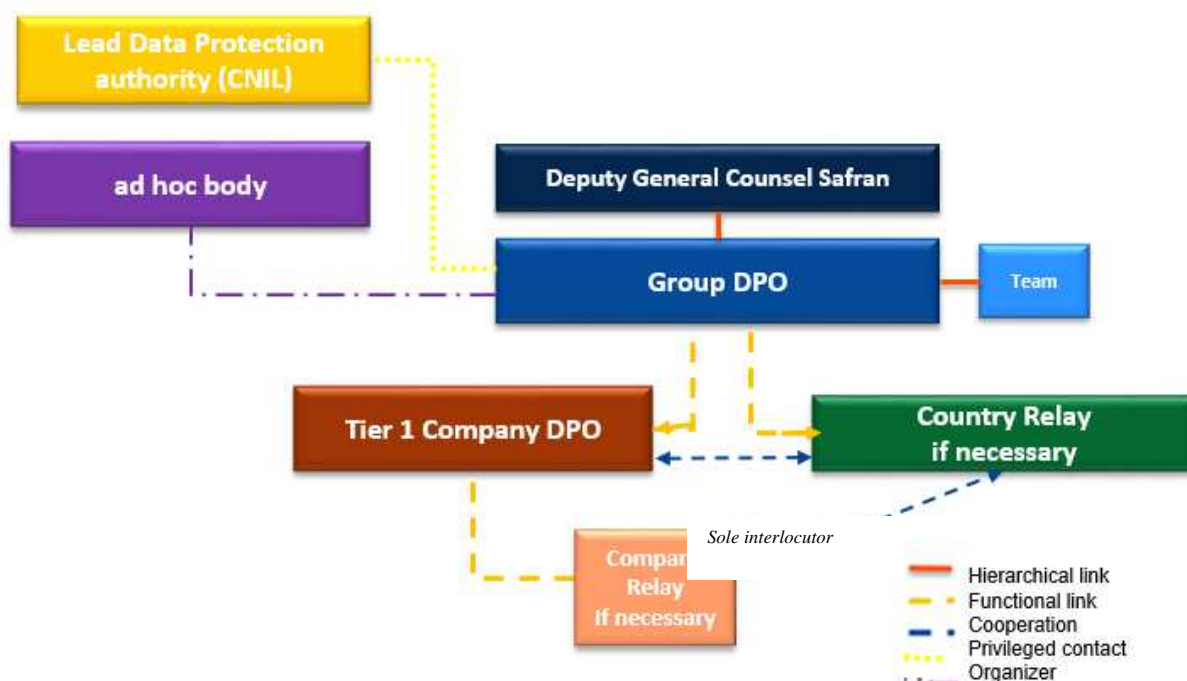 Lead Data Protection
authority (CNIL)
ad hoc body
Deputy General Counsel Safran
Group DPO
Team
Tier 1 Company DPO
Country Relay
if necessary
Sole interlocutor
Relay
If necessary
Hierarchical link
Functional link
Cooperation
Privileged contact
Organizer